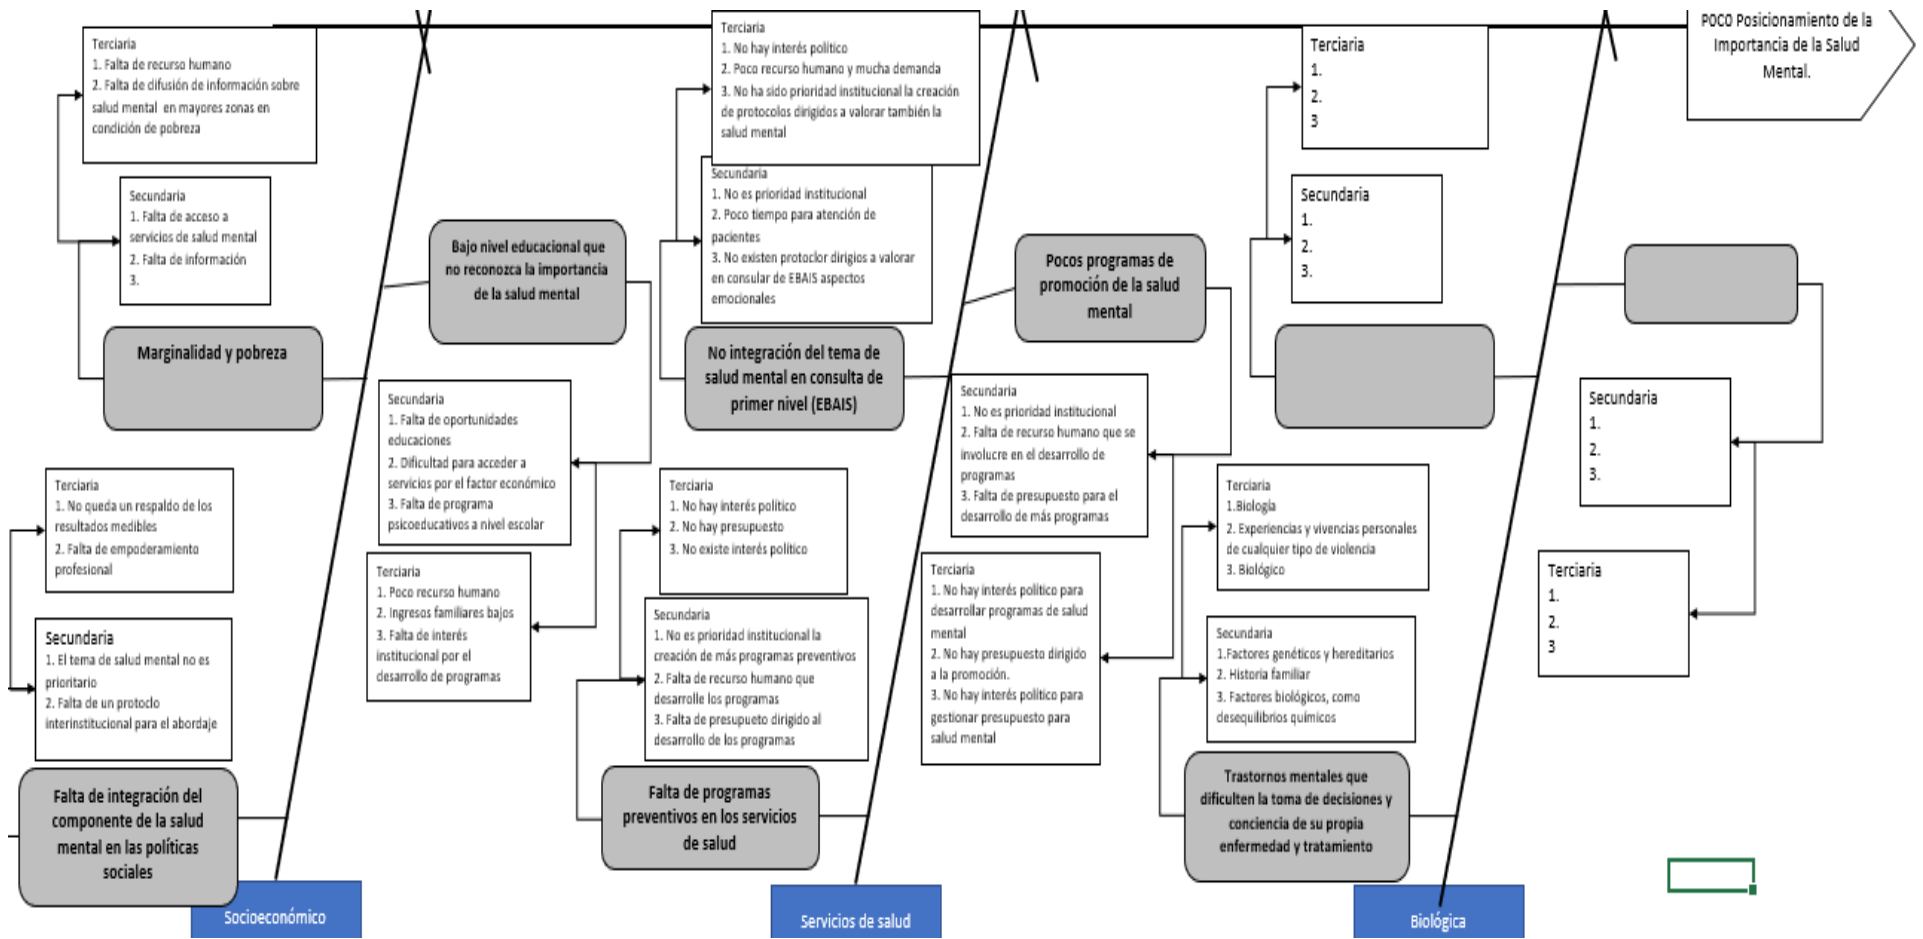 POCO Posicionamiento de la
Importancia de la Salud
Mental.
Terciaria
1. Falta de recurso humano
2. Falta de difusión de información sobre
salud mental  en mayores zonas en
condición de pobreza
Secundaria
1. Falta de acceso a
servicios de salud mental
2. Falta de información
3.
Marginalidad y pobreza
Bajo nivel educacional que
no reconozca la importancia
de la salud mental
Secundaria
1. Falta de oportunidades
educaciones
2. Dificultad para acceder a
servicios por el factor económico
3. Falta de programa
psicoeducativos a nivel escolar
Terciaria
1. Poco recurso humano
2. Ingresos familiares bajos
3. Falta de interés
institucional por el
desarrollo de programas
Terciaria
1. No queda un respaldo de los
resultados medibles
2. Falta de empoderamiento
profesional
Secundaria
1. El tema de salud mental no es
prioritario
2. Falta de un protoclo
interinstitucional para el abordaje
Falta de integración del
componente de la salud
mental en las políticas
sociales
Socioeconómico
Terciaria
1. No hay interés político
2. Poco recurso humano y mucha demanda
3. No ha sido prioridad institucional la creación
de protocolos dirigidos a valorar también la
salud mental
Secundaria
1. No es prioridad institucional
2. Poco tiempo para atención de
pacientes
3. No existen protoclor dirigios a valorar
en consular de EBAIS aspectos
emocionales
No integración del tema de
salud mental en consulta de
primer nivel (EBAIS)
Pocos programas de
promoción de la salud
mental
Secundaria
1. No es prioridad institucional
2. Falta de recurso humano que se
involucre en el desarrollo de
programas
3. Falta de presupuesto para el
desarrollo de más programas
Terciaria
1. No hay interés político para
desarrollar programas de salud
mental
2. No hay presupuesto dirigido
a la promoción.
3. No hay interés político para
gestionar presupuesto para
salud mental
Terciaria
1. No hay interés político
2. No hay presupuesto
3. No existe interés político
Secundaria
1. No es prioridad institucional la
creación de más programas preventivos
2. Falta de recurso humano que
desarrolle los programas
3. Falta de presupueto dirigido al
desarrollo de los programas
Falta de programas
preventivos en los servicios
de salud
Servicios de salud
Terciaria
1.
2.
3
Secundaria
1.
2.
3.
Secundaria
1.
2.
3.
Terciaria
1.
2.
3
Terciaria
1.Biología
2. Experiencias y vivencias personales
de cualquier tipo de violencia
3. Biológico
Secundaria
1.Factores genéticos y hereditarios
2. Historia familiar
3. Factores biológicos, como
desequilibrios químicos
Trastornos mentales que
dificulten la toma de decisiones y
conciencia de su propia
enfermedad y tratamiento
Biológica